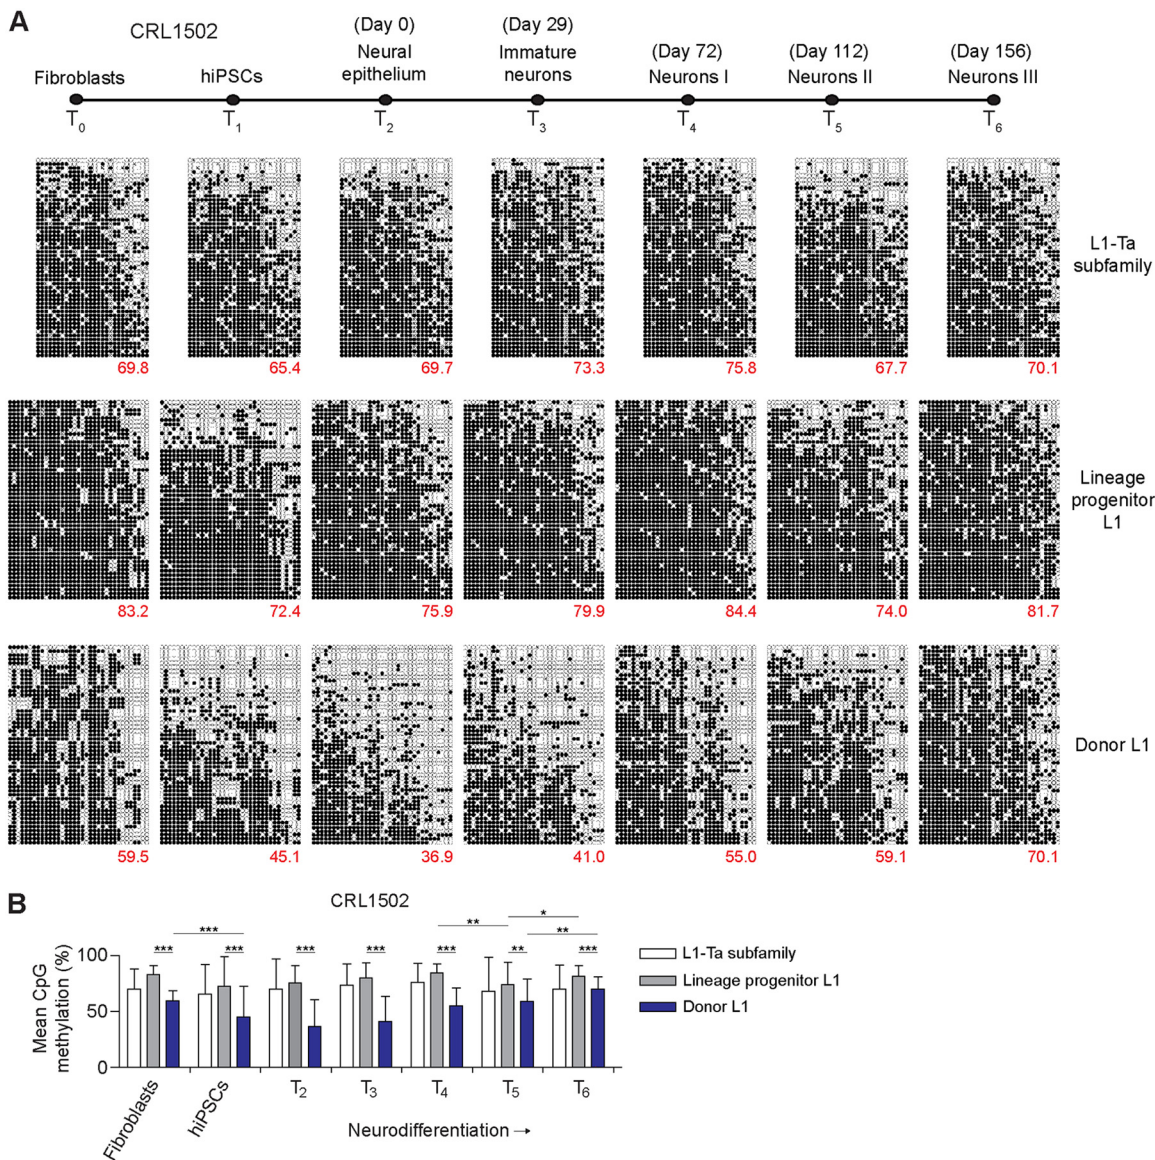 A
CRL1502
(Day 0)
(Day 29)
Neural
epithelium
Immature
neurons
(Day 72)
Neurons I
(Day 112)
Neurons II
(Day 156)
Neurons III
Fibroblasts
hiPSCs
T0 T1 T2 T3 T4 T5 T6
L1-Ta
subfamily
69.8 65.4 69.7 73.3 75.8 67.7 70.1
Lineage
progenitor
L1
83.2 72.4 75.9 79.9 84.4 74.0 81.7
Donor L1
59.5 45.1 36.9 41.0 55.0 59.1 70.1
B
CRL1502
Mean CpG
methylation (%)
100
50
0
*** *** *** *** ** *** ** * ** ** ***
L1-Ta subfamily
Lineage progenitor L1
Donor L1
Fibroblasts hiPSCs T2 T3 T4 T5 T6
Neurodifferentiation →